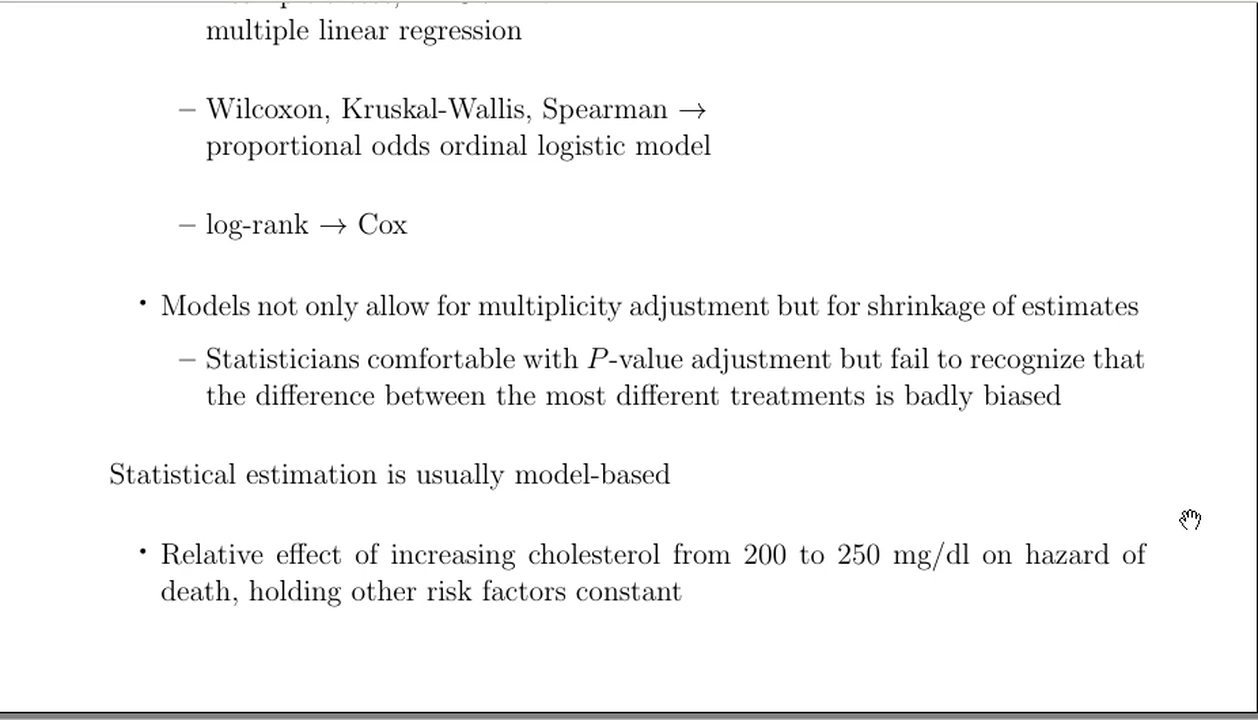 multiple linear regression
– Wilcoxon, Kruskal-Wallis, Spearman →
proportional odds ordinal logistic model
– log-rank → Cox
• Models not only allow for multiplicity adjustment but for shrinkage of estimates
– Statisticians comfortable with P-value adjustment but fail to recognize that
the difference between the most different treatments is badly biased
Statistical estimation is usually model-based
• Relative effect of increasing cholesterol from 200 to 250 mg/dl on hazard of
death, holding other risk factors constant